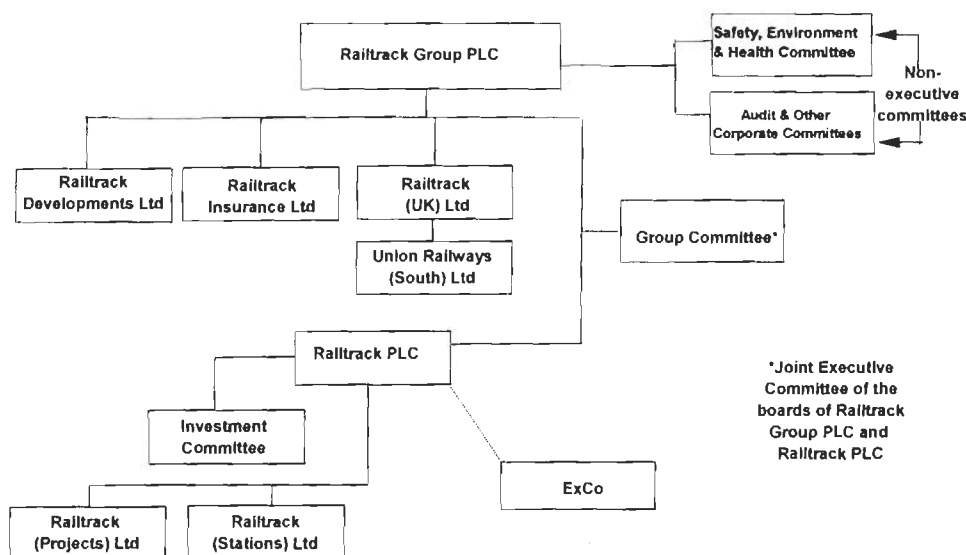 Railtrack Group PLC
Safety, Environment
& Health Committee
Non-
executive
committees
Audit & Other
Corporate Committees
Railtrack
Developments Ltd
Railtrack
Insurance Ltd
Railtrack
(UK) Ltd
Group Committee*
Union Railways
(South) Ltd
Railtrack PLC
*Joint Executive
Committee of the
boards of Railtrack
Group PLC and
Railtrack PLC
Investment
Committee
ExCo
Railtrack
(Projects) Ltd
Railtrack
(Stations) Ltd